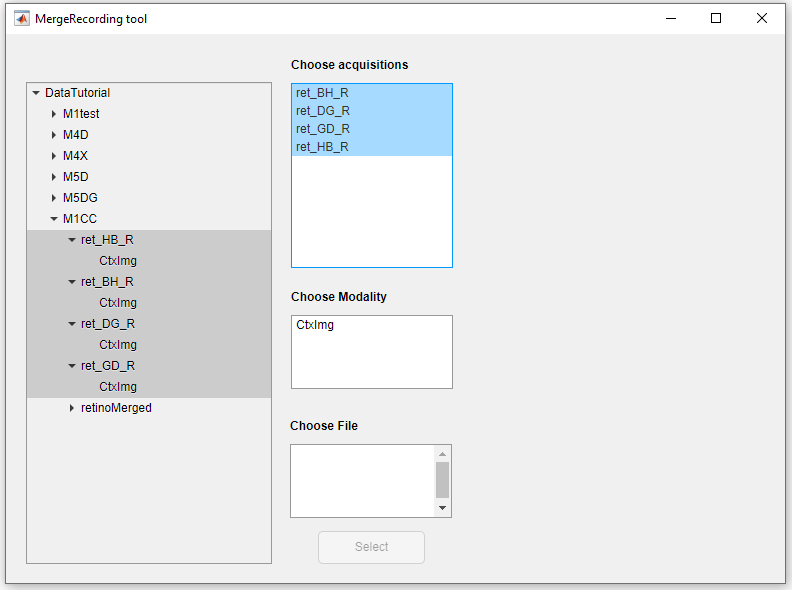 MergeRecording tool
DataTutorial
M1test
M4D
M4X
M5D
M5DG
M1CC
ret_HB_R
CtxImg
ret_BH_R
CtxImg
ret_DG_R
CtxImg
ret_GD_R
CtxImg
retinoMerged
Choose acquisitions
ret_BH_R
ret_DG_R
ret_GD_R
ret_HB_R
Choose Modality
CtxImg
Choose File
Select